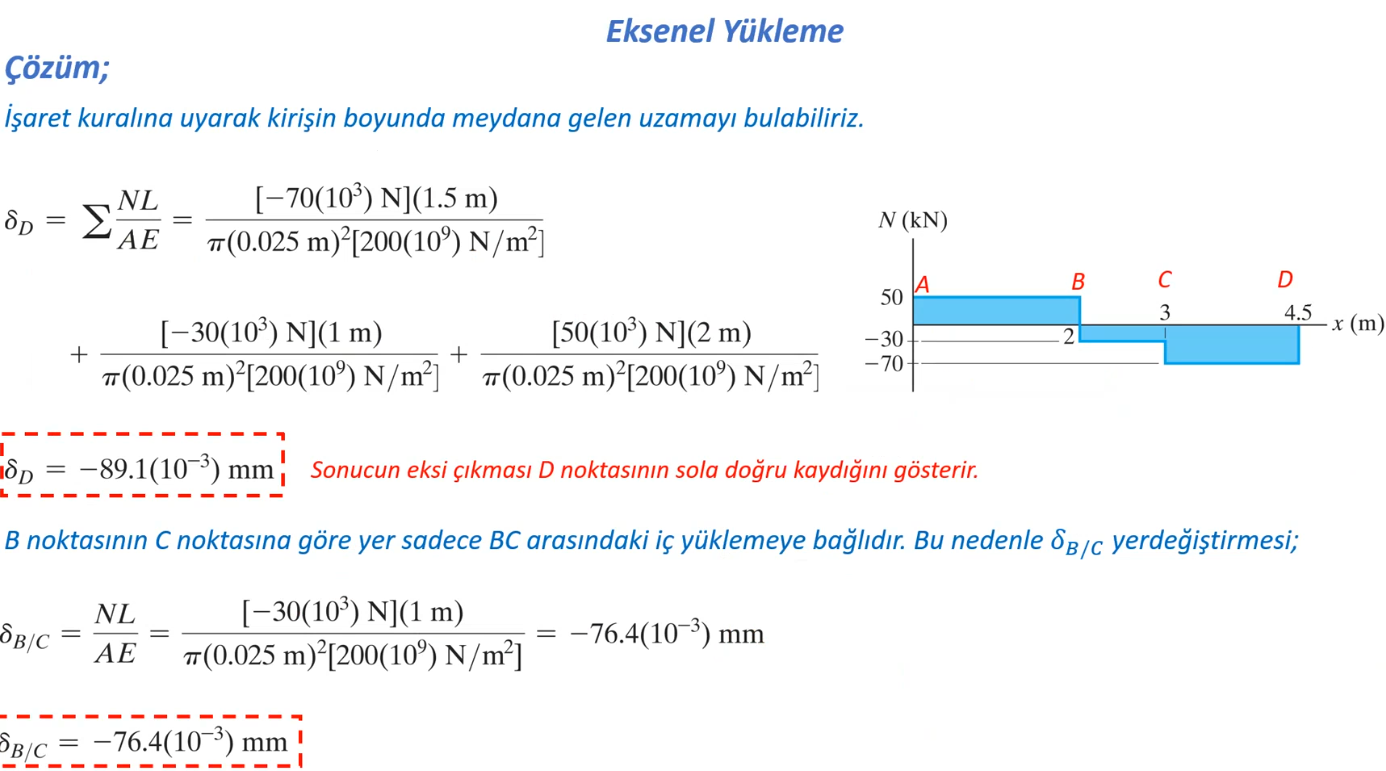 Eksenel Yükleme
Çözüm;
İşaret kuralına uyarak kirişin boyunda meydana gelen uzamayı bulabiliriz.
δ_D = ∑ NL/AE = [−70(10³) N](1.5 m) / π(0.025 m)²[200(10⁹) N/m²]
+ [−30(10³) N](1 m) / π(0.025 m)²[200(10⁹) N/m²] + [50(10³) N](2 m) / π(0.025 m)²[200(10⁹) N/m²]
N (kN)
A B C D
50 3 4.5 x (m)
−30 2
−70
δ_D = −89.1(10⁻³) mm Sonucun eksi çıkması D noktasının sola doğru kaydığını gösterir.
B noktasının C noktasına göre yer sadece BC arasındaki iç yüklemeye bağlıdır. Bu nedenle δ_B/C yerdeğiştirmesi;
δ_B/C = NL/AE = [−30(10³) N](1 m) / π(0.025 m)²[200(10⁹) N/m²] = −76.4(10⁻³) mm
δ_B/C = −76.4(10⁻³) mm